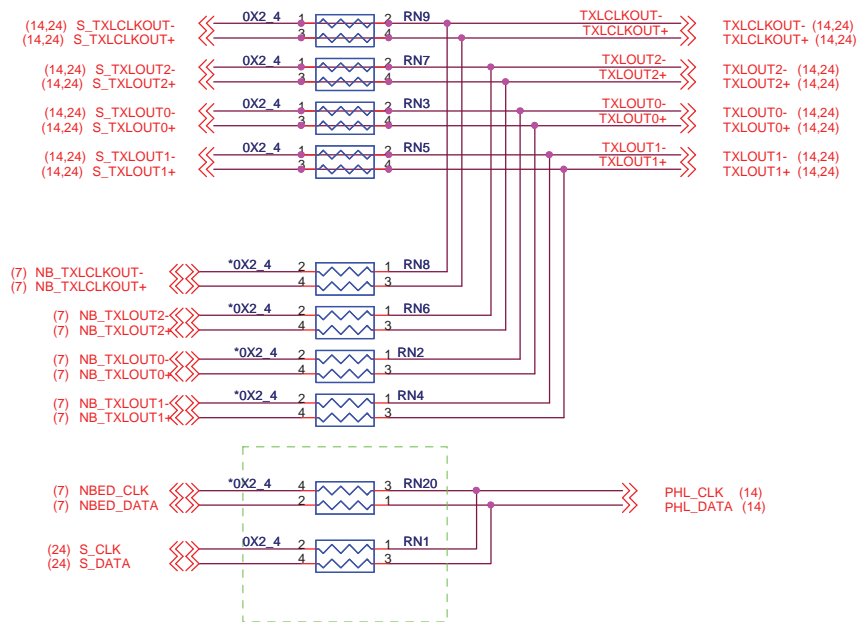 (14,24) S_TXLCLKOUT- 0X2_4 1 2 RN9 TXLCLKOUT- TXLCLKOUT- (14,24)
(14,24) S_TXLCLKOUT+ 3 4 TXLCLKOUT+ TXLCLKOUT+ (14,24)
(14,24) S_TXLOUT2- 0X2_4 1 2 RN7 TXLOUT2- TXLOUT2- (14,24)
(14,24) S_TXLOUT2+ 3 4 TXLOUT2+ TXLOUT2+ (14,24)
(14,24) S_TXLOUT0- 0X2_4 1 2 RN3 TXLOUT0- TXLOUT0- (14,24)
(14,24) S_TXLOUT0+ 3 4 TXLOUT0+ TXLOUT0+ (14,24)
(14,24) S_TXLOUT1- 0X2_4 1 2 RN5 TXLOUT1- TXLOUT1- (14,24)
(14,24) S_TXLOUT1+ 3 4 TXLOUT1+ TXLOUT1+ (14,24)
(7) NB_TXLCLKOUT- *0X2_4 2 1 RN8
(7) NB_TXLCLKOUT+ 4 3
(7) NB_TXLOUT2- *0X2_4 2 1 RN6
(7) NB_TXLOUT2+ 4 3
(7) NB_TXLOUT0- *0X2_4 2 1 RN2
(7) NB_TXLOUT0+ 4 3
(7) NB_TXLOUT1- *0X2_4 2 1 RN4
(7) NB_TXLOUT1+ 4 3
(7) NBED_CLK *0X2_4 4 3 RN20 PHL_CLK (14)
(7) NBED_DATA 2 1 PHL_DATA (14)
(24) S_CLK 0X2_4 2 1 RN1
(24) S_DATA 4 3